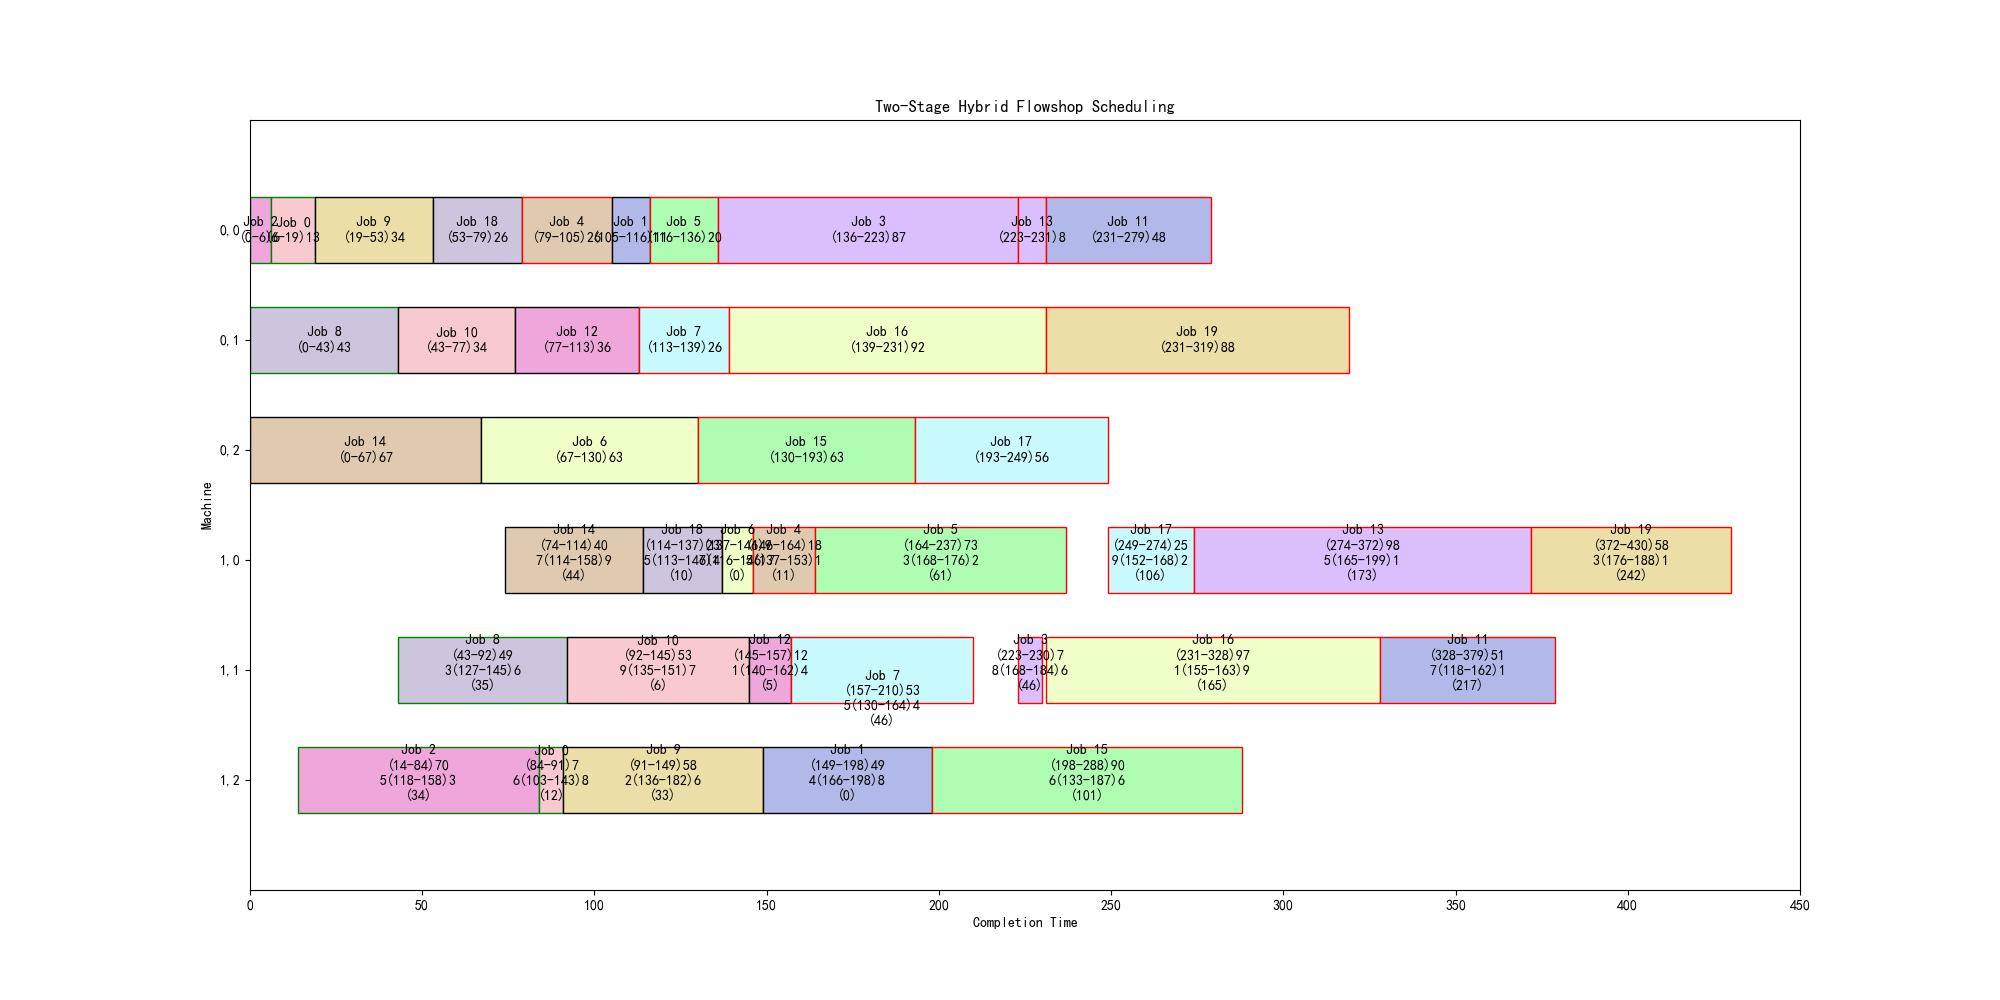 Two-Stage Hybrid Flowshop Scheduling
Machine
0,0
Job 2
(0-6)6
Job 0
(6-19)13
Job 9
(19-53)34
Job 18
(53-79)26
Job 4
(79-105)26
Job 1
(105-116)11
Job 5
(116-136)20
Job 3
(136-223)87
Job 13
(223-231)8
Job 11
(231-279)48
0,1
Job 8
(0-43)43
Job 10
(43-77)34
Job 12
(77-113)36
Job 7
(113-139)26
Job 16
(139-231)92
Job 19
(231-319)88
0,2
Job 14
(0-67)67
Job 6
(67-130)63
Job 15
(130-193)63
Job 17
(193-249)56
1,0
Job 14
(74-114)40
7(114-158)9
(44)
Job 18
(114-137)23
(10)
Job 6
(137-146)9
(0)
Job 4
(146-164)18
(137-153)1
(11)
Job 5
(164-237)73
3(168-176)2
(61)
Job 17
(249-274)25
9(152-168)2
(106)
Job 13
(274-372)98
5(165-199)1
(173)
Job 19
(372-430)58
3(176-188)1
(242)
1,1
Job 8
(43-92)49
3(127-145)6
(35)
Job 10
(92-145)53
9(135-151)7
(6)
Job 12
(145-157)12
1(140-162)4
(5)
Job 7
(157-210)53
5(130-164)4
(46)
Job 3
(223-230)7
8(168-184)6
(46)
Job 16
(231-328)97
1(155-163)9
(165)
Job 11
(328-379)51
7(118-162)1
(217)
1,2
Job 2
(14-84)70
5(118-158)3
(34)
Job 0
(84-91)7
6(103-143)8
(12)
Job 9
(91-149)58
2(136-182)6
(33)
Job 1
(149-198)49
4(166-198)8
(0)
Job 15
(198-288)90
6(133-187)6
(101)
0 50 100 150 200 250 300 350 400 450
Completion Time